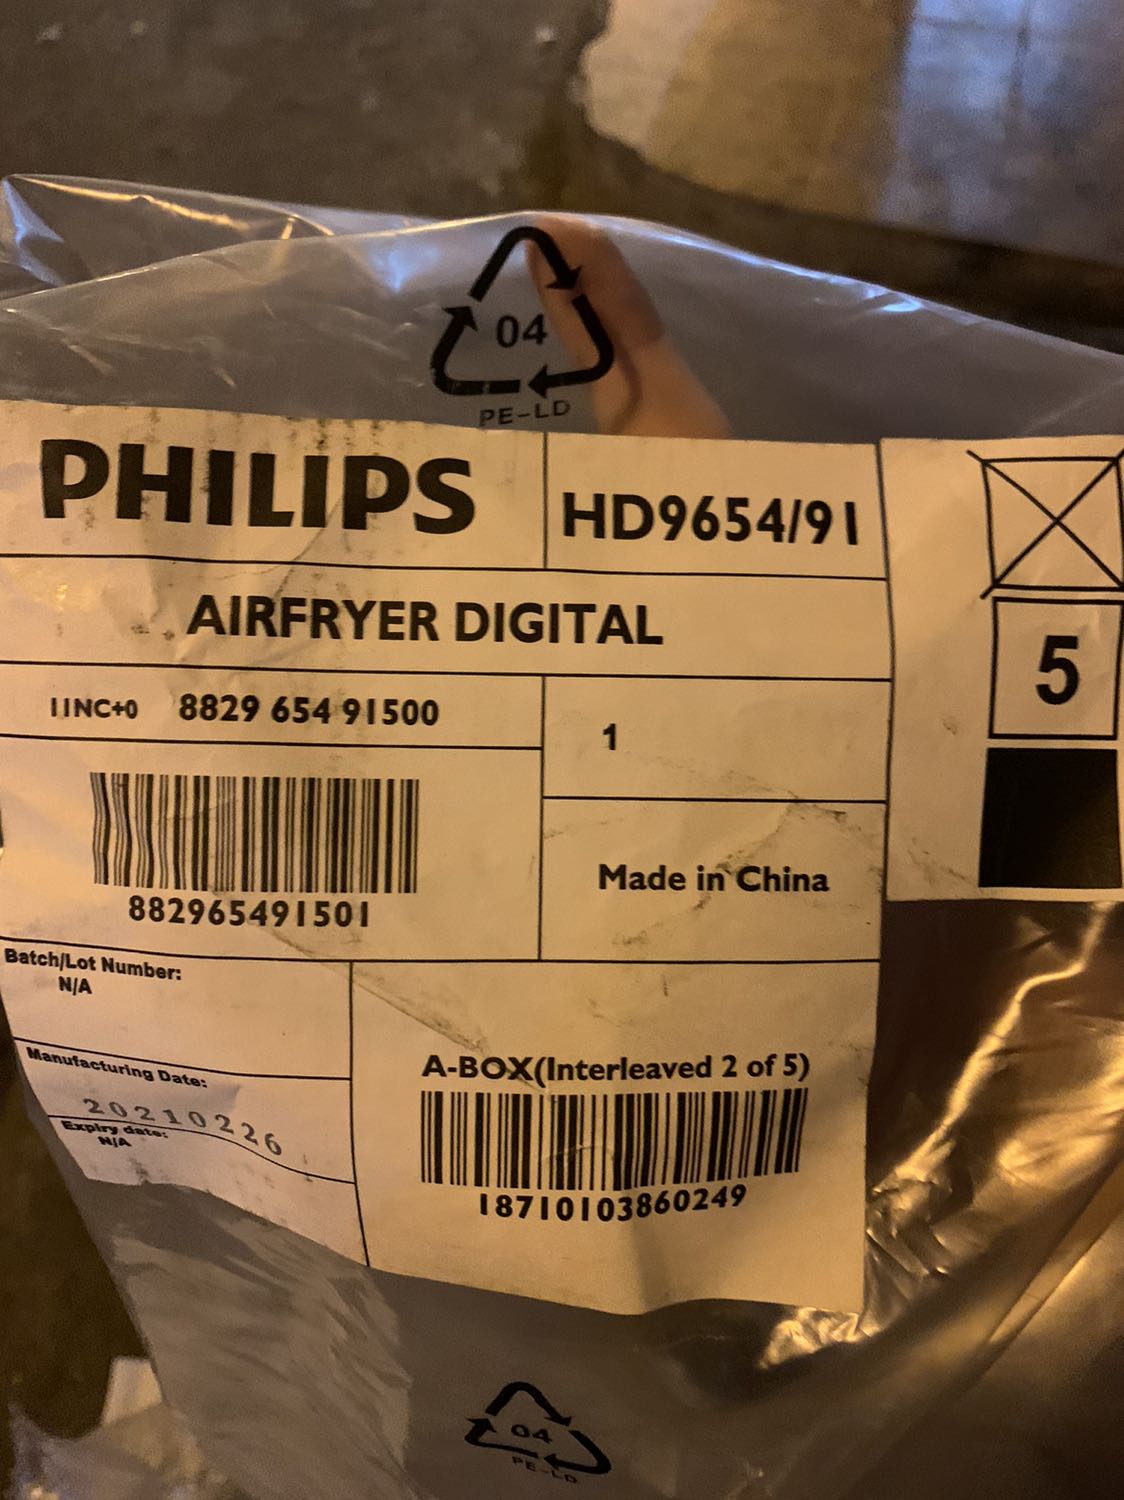 04
PE-LD
PHILIPS
HD9654/91
AIRFRYER DIGITAL
5
11NC+0 8829 654 91500
1
882965491501
Made in China
Batch/Lot Number:
N/A
Manufacturing Date:
20210226
Expiry date:
N/A
A-BOX(Interleaved 2 of 5)
18710103860249
04
PE-LD